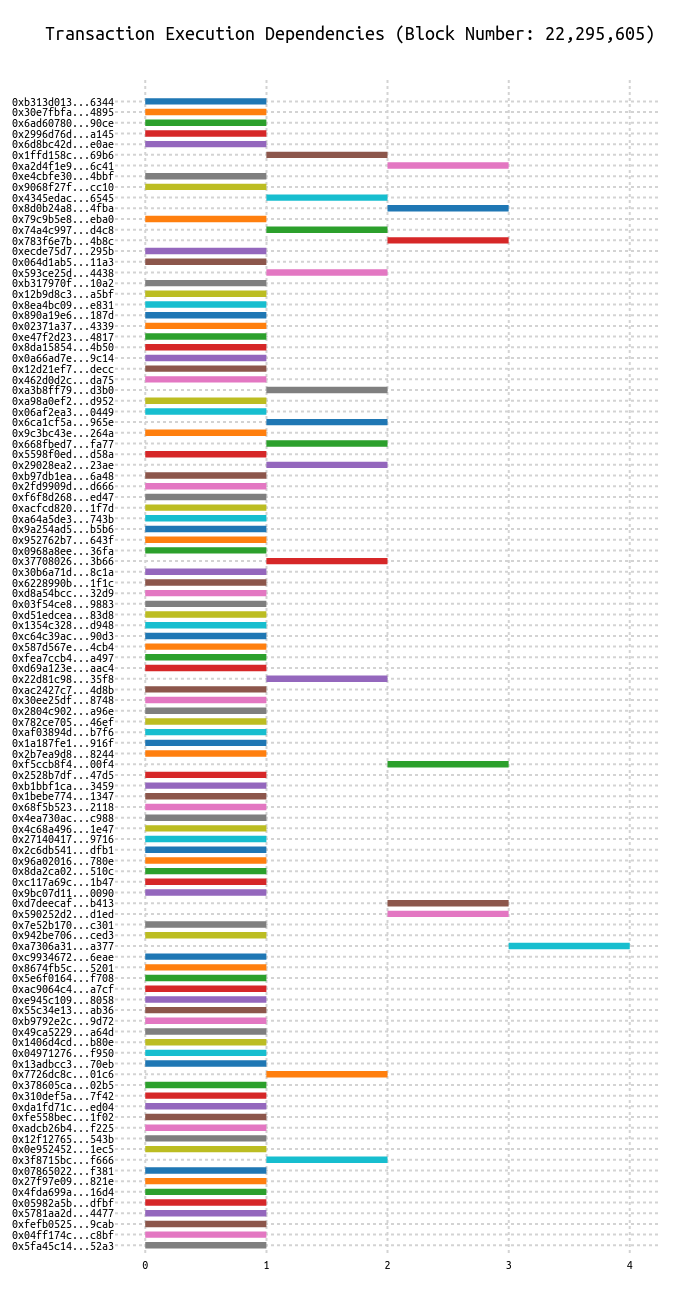 Transaction Execution Dependencies (Block Number: 22,295,605)
0xb313d013...6344
0x30e7fbfa...4895
0x6ad60780...90ce
0x2996d76d...a145
0x6d8bc42d...e0ae
0x1ffd158c...69b6
0xa2d4f1e9...6c41
0xe4cbfe30...4bbf
0x9068f27f...cc10
0x4345edac...6545
0x8d0b24a8...4fba
0x79c9b5e8...eba0
0x74a4c997...d4c8
0x783f6e7b...4b8c
0xecde75d7...295b
0x064d1ab5...11a3
0x593ce25d...4438
0xb317970f...10a2
0x12b9d8c3...a5bf
0x8ea4bc09...e831
0x890a19e6...187d
0x02371a37...4339
0xe47f2d23...4817
0x8da15854...4b50
0x0a66ad7e...9c14
0x12d21ef7...decc
0x462d0d2c...da75
0xa3b8ff79...d3b0
0xa98a0ef2...d952
0x06af2ea3...0449
0x6ca1cf5a...965e
0x9c3bc43e...264a
0x668fbed7...fa77
0x5598f0ed...d58a
0x29028ea2...23ae
0xb97db1ea...6a48
0x2fd9909d...d666
0xf6f8d268...ed47
0xacfcd820...1f7d
0xa64a5de3...743b
0x9a254ad5...b5b6
0x952762b7...643f
0x0968a8ee...36fa
0x37708026...3b66
0x30b6a71d...8c1a
0x6228990b...1f1c
0xd8a54bcc...32d9
0x03f54ce8...9883
0xd51edcea...83d8
0x1354c328...d948
0xc64c39ac...90d3
0x587d567e...4cb4
0xfea7ccb4...a497
0xd69a123e...aac4
0x22d81c98...35f8
0xac2427c7...4d8b
0x30ee25df...8748
0x2804c902...a96e
0x782ce705...46ef
0xaf03894d...b7f6
0x1a187fe1...916f
0x2b7ea9d8...8244
0xf5ccb8f4...00f4
0x2528b7df...47d5
0xb1bbf1ca...3459
0x1bebe774...1347
0x68f5b523...2118
0x4ea730ac...c988
0x4c68a496...1e47
0x27140417...9716
0x2c6db541...dfb1
0x96a02016...780e
0x8da2ca02...510c
0xc117a69c...1b47
0x9bc07d11...0090
0xd7deecaf...b413
0x590252d2...d1ed
0x7e52b170...c301
0x942be706...ced3
0xa7306a31...a377
0xc9934672...6eae
0x8674fb5c...5201
0x5e6f0164...f708
0xac9064c4...a7cf
0xe945c109...8058
0x55c34e13...ab36
0xb9792e2c...9d72
0x49ca5229...a64d
0x1406d4cd...b80e
0x04971276...f950
0x13adbcc3...70eb
0x7726dc8c...01c6
0x378605ca...02b5
0x310def5a...7f42
0xda1fd71c...ed04
0xfe558bec...1f02
0xadcb26b4...f225
0x12f12765...543b
0x0e952452...1ec5
0x3f8715bc...f666
0x07865022...f381
0x27f97e09...821e
0x4fda699a...16d4
0x05982a5b...dfbf
0x5781aa2d...4477
0xfefb0525...9cab
0x04ff174c...c8bf
0x5fa45c14...52a3
0 1 2 3 4